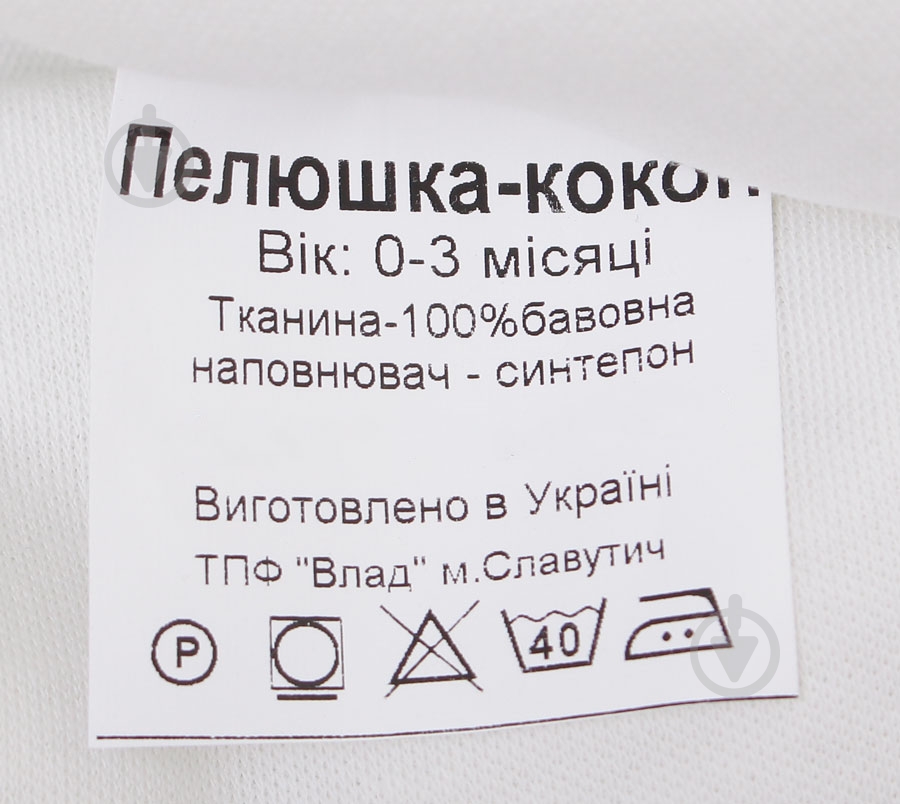 Пелюшка-кокон
Вік: 0-3 місяці
Тканина-100%бавовна
наповнювач - синтепон
Виготовлено в Україні
ТПФ "Влад" м.Славутич
P
40